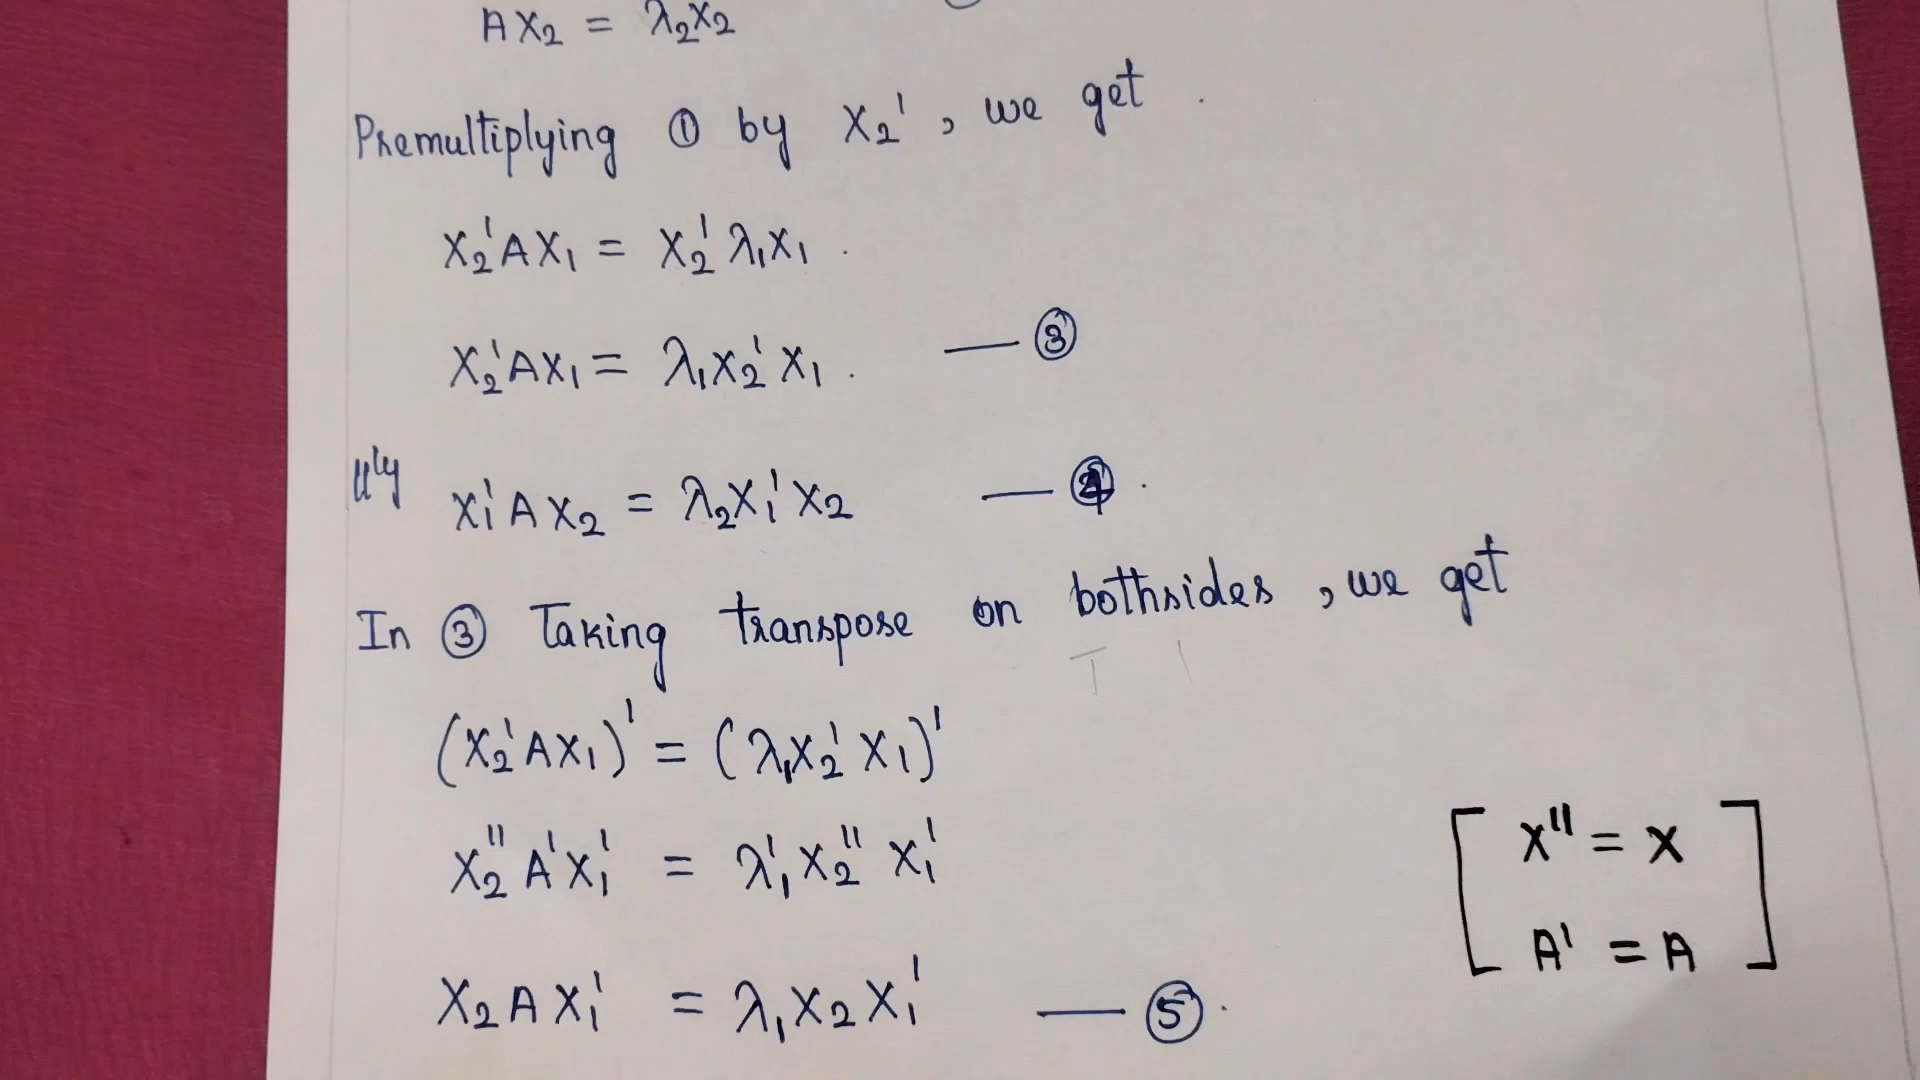 AX₂ = λ₂X₂
Premultiplying ① by X₂', we get
X₂'AX₁ = X₂'λ₁X₁.
X₂'AX₁ = λ₁X₂'X₁. — ③
llly X₁'AX₂ = λ₂X₁'X₂ — ④.
In ③ Taking transpose on bothsides, we get
(X₂'AX₁)' = (λ₁X₂'X₁)'
X₂''A'X₁' = λ₁'X₂''X₁'
[X'' = X
A' = A]
X₂AX₁' = λ₁X₂X₁' — ⑤.